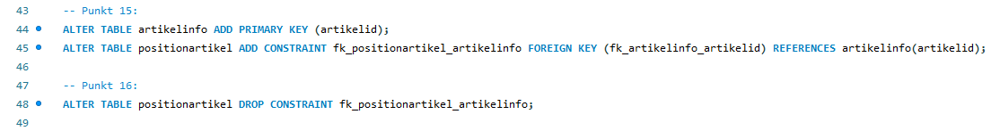 43 -- Punkt 15:
44 ALTER TABLE artikelinfo ADD PRIMARY KEY (artikelid);
45 ALTER TABLE positionartikel ADD CONSTRAINT fk_positionartikel_artikelinfo FOREIGN KEY (fk_artikelinfo_artikelid) REFERENCES artikelinfo(artikelid);
46
47 -- Punkt 16:
48 ALTER TABLE positionartikel DROP CONSTRAINT fk_positionartikel_artikelinfo;
49